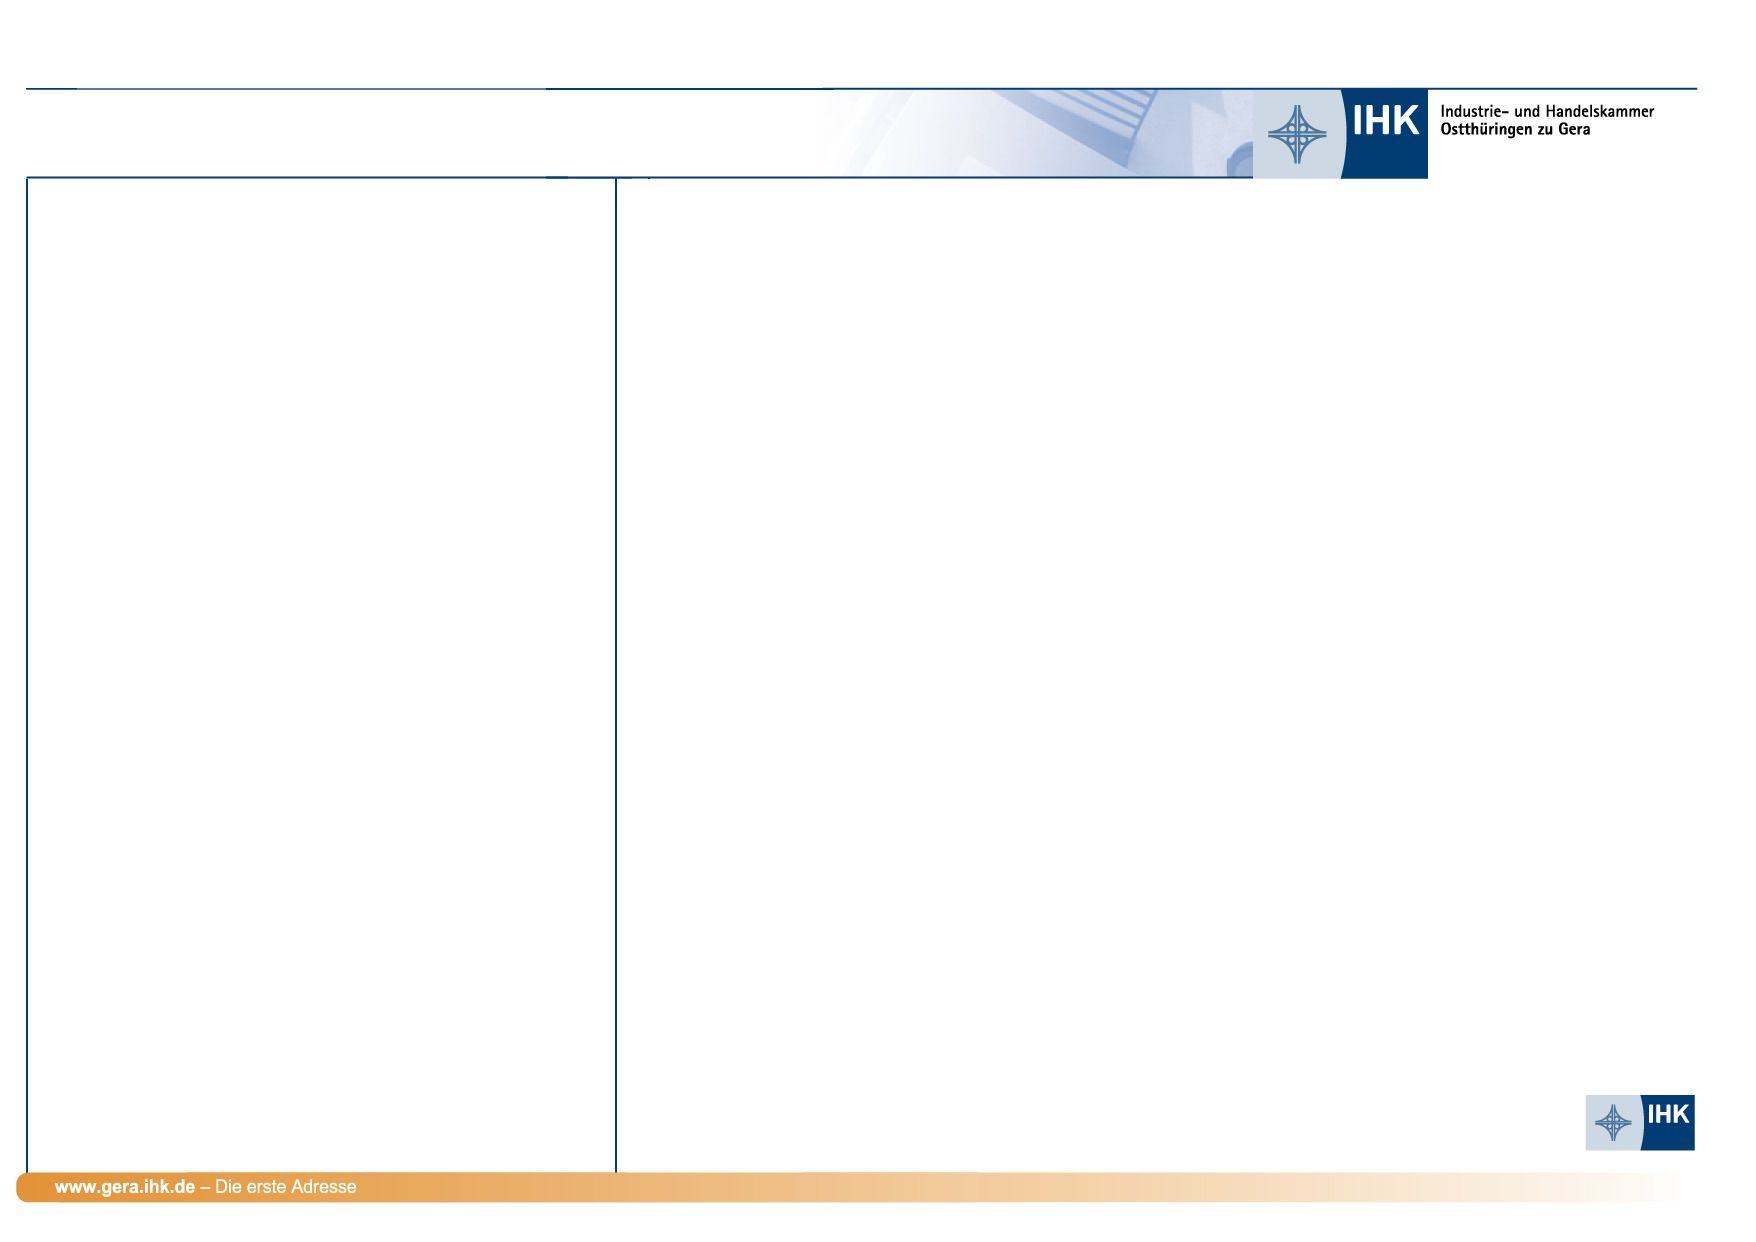 IHK
Industrie- und Handelskammer
Ostthüringen zu Gera
IHK
www.gera.ihk.de – Die erste Adresse